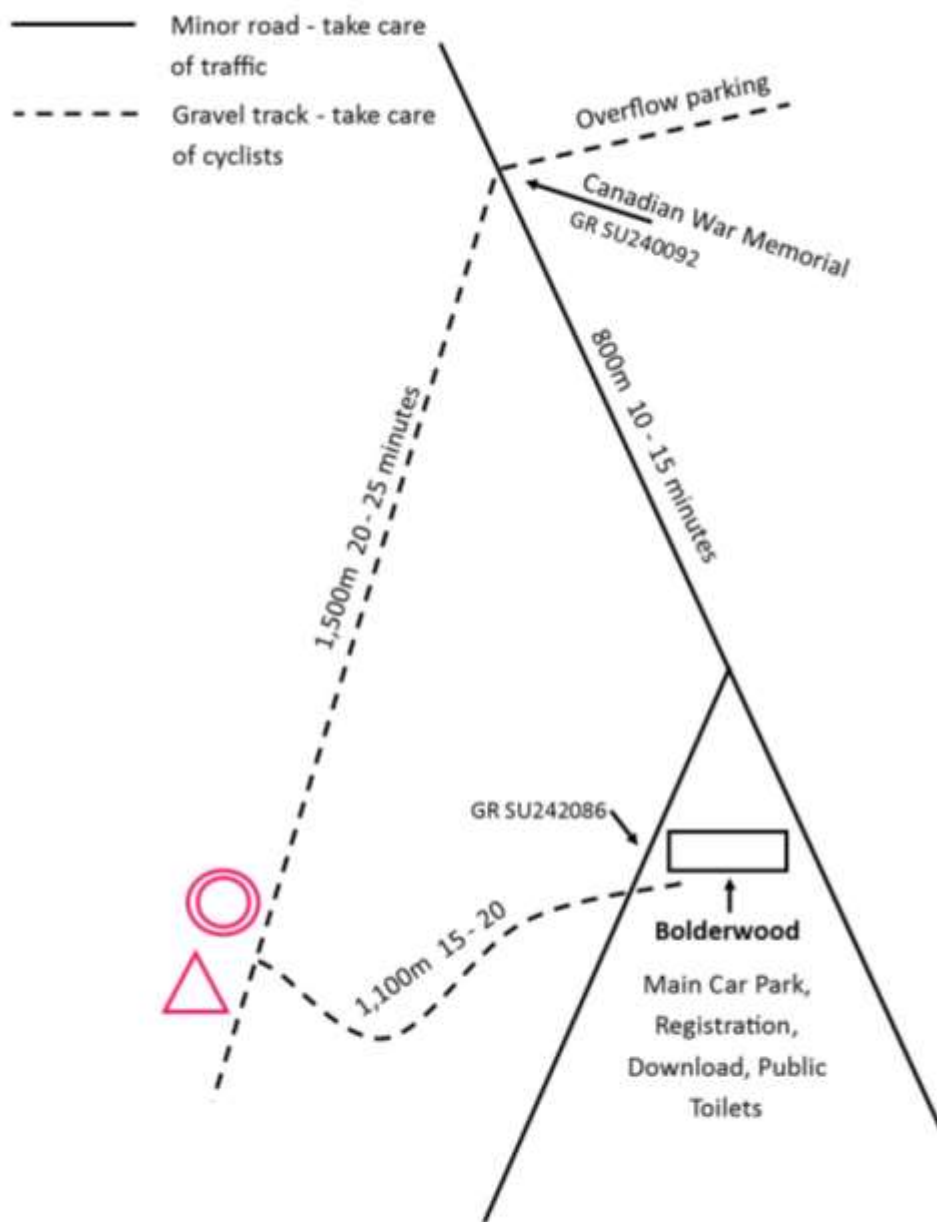 Minor road - take care
of traffic
Gravel track - take care
of cyclists
Overflow parking
Canadian War Memorial
GR SU240092
800m 10 - 15 minutes
1,500m 20 - 25 minutes
GR SU242086
1,100m 15 - 20
Bolderwood
Main Car Park,
Registration,
Download, Public
Toilets